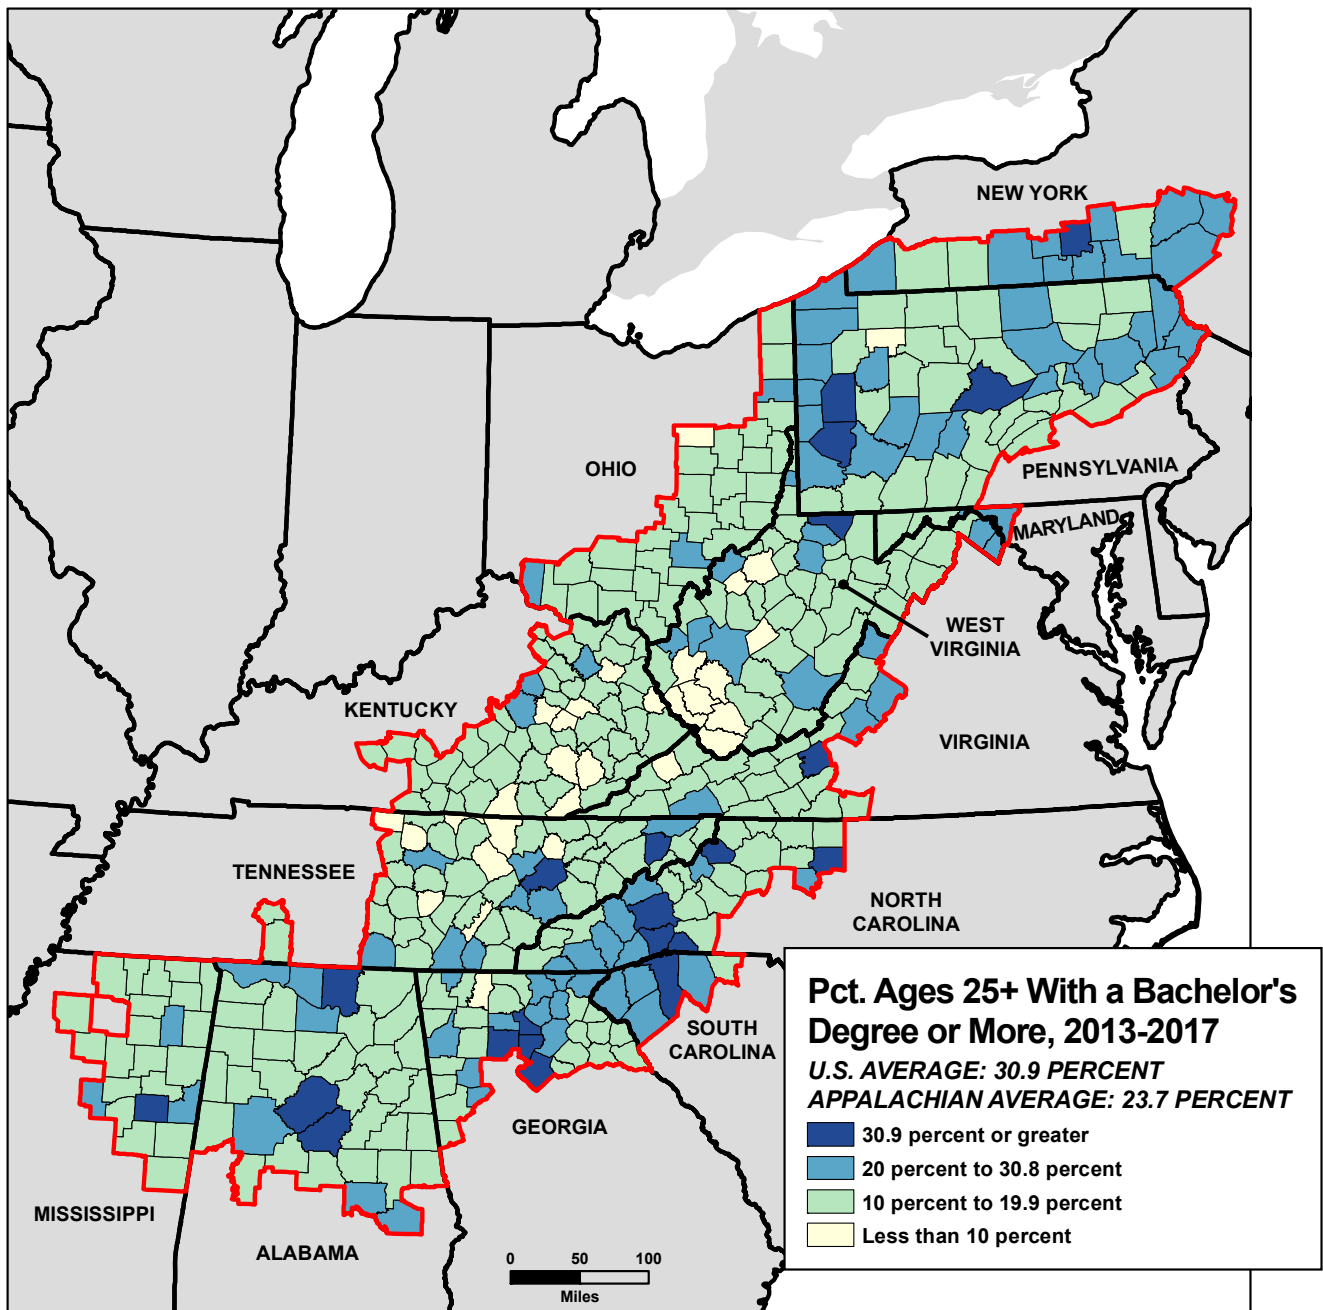 NEW YORK
OHIO
PENNSYLVANIA
MARYLAND
WEST
VIRGINIA
KENTUCKY
VIRGINIA
TENNESSEE
NORTH
CAROLINA
SOUTH
CAROLINA
GEORGIA
MISSISSIPPI
ALABAMA
Pct. Ages 25+ With a Bachelor's
Degree or More, 2013-2017
U.S. AVERAGE: 30.9 PERCENT
APPALACHIAN AVERAGE: 23.7 PERCENT
30.9 percent or greater
20 percent to 30.8 percent
10 percent to 19.9 percent
Less than 10 percent
0 50 100
Miles